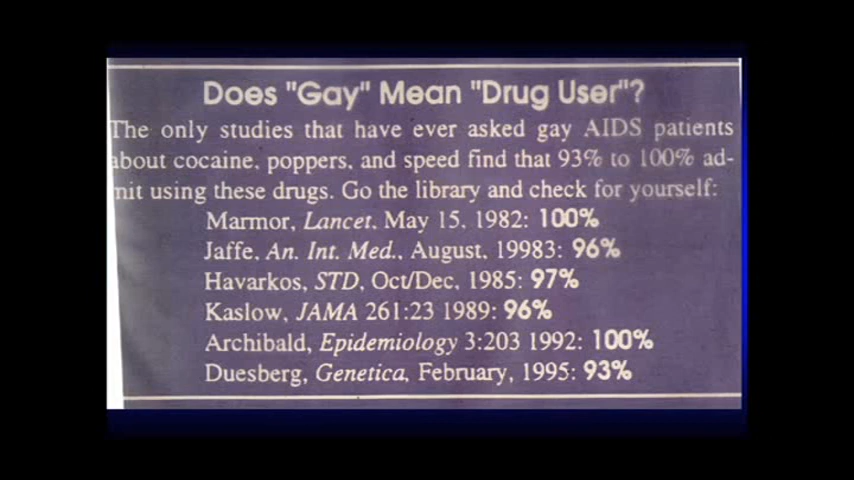 Does "Gay" Mean "Drug User"?
The only studies that have ever asked gay AIDS patients
about cocaine, poppers, and speed find that 93% to 100% ad-
mit using these drugs. Go the library and check for yourself:
Marmor, Lancet, May 15, 1982: 100%
Jaffe, An. Int. Med., August, 19983: 96%
Havarkos, STD, Oct/Dec, 1985: 97%
Kaslow, JAMA 261:23 1989: 96%
Archibald, Epidemiology 3:203 1992: 100%
Duesberg, Genetica, February, 1995: 93%